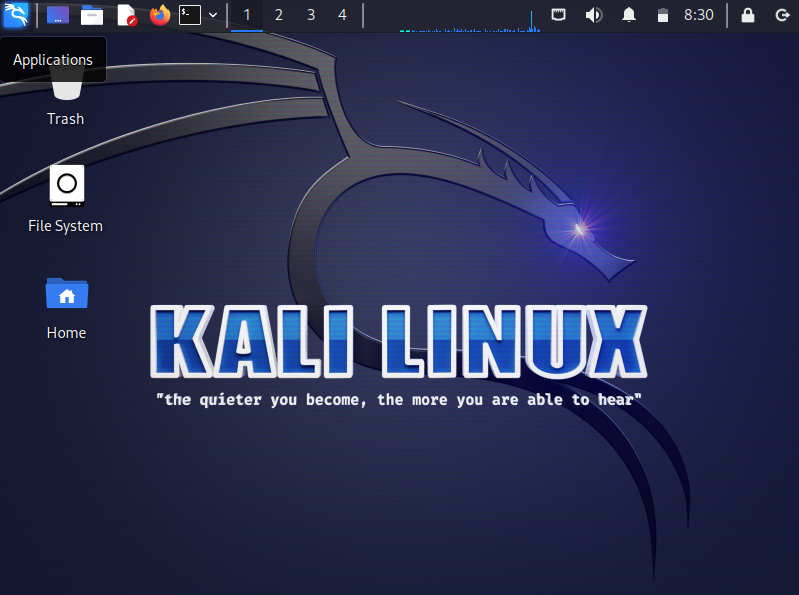 1 2 3 4 8:30
Applications
Trash
File System
Home
KALI LINUX
"the quieter you become, the more you are able to hear"